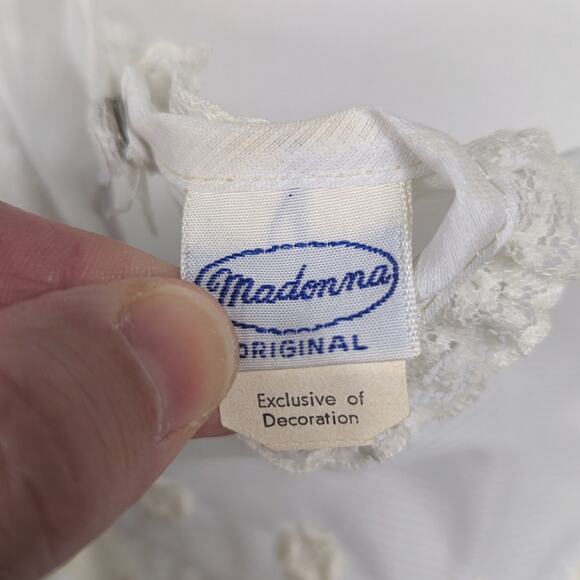 Madonna
ORIGINAL
Exclusive of
Decoration